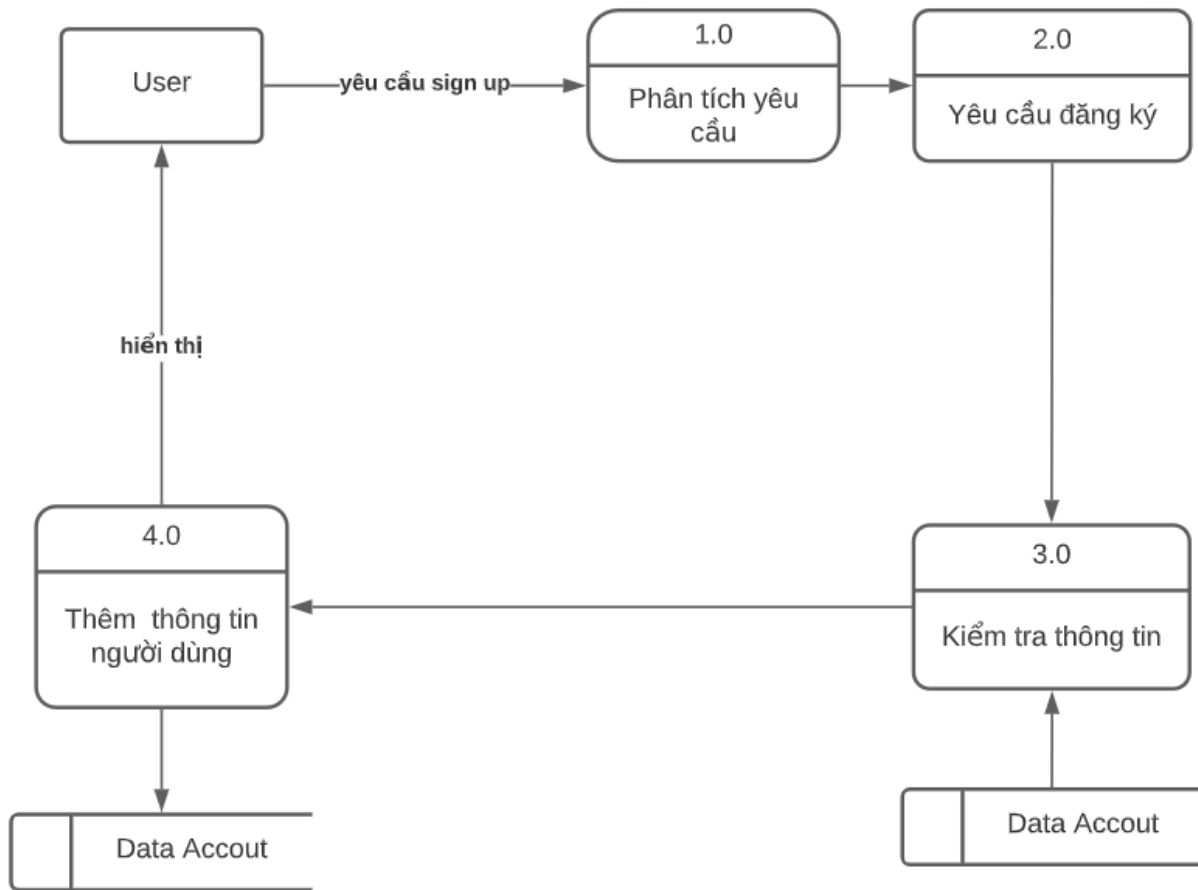 User
yêu cầu sign up
1.0
Phân tích yêu
cầu
2.0
Yêu cầu đăng ký
hiển thị
4.0
Thêm thông tin
người dùng
3.0
Kiểm tra thông tin
Data Accout
Data Accout